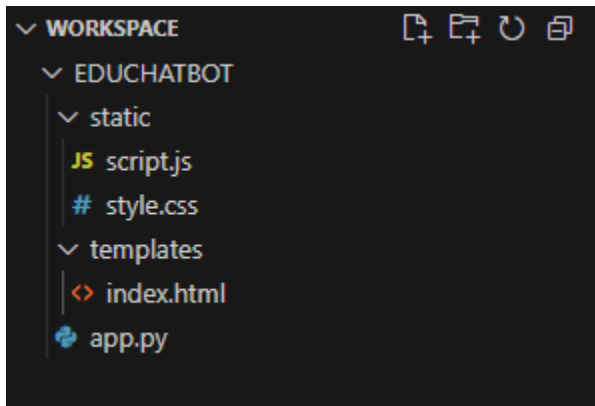 WORKSPACE
EDUCHATBOT
static
JS script.js
# style.css
templates
<> index.html
app.py